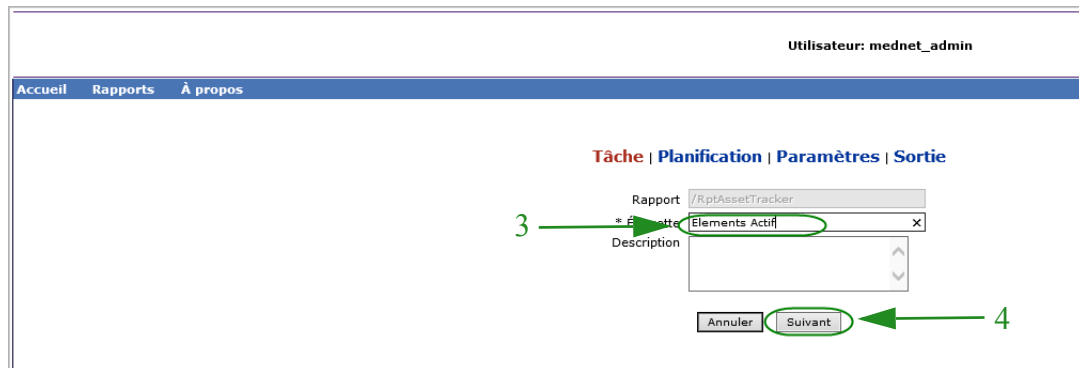 Utilisateur: mednet_admin
Accueil Rapports À propos
Tâche | Planification | Paramètres | Sortie
Rapport /RptAssetTracker
3 * Elements Actif ×
Description
Annuler Suivant 4